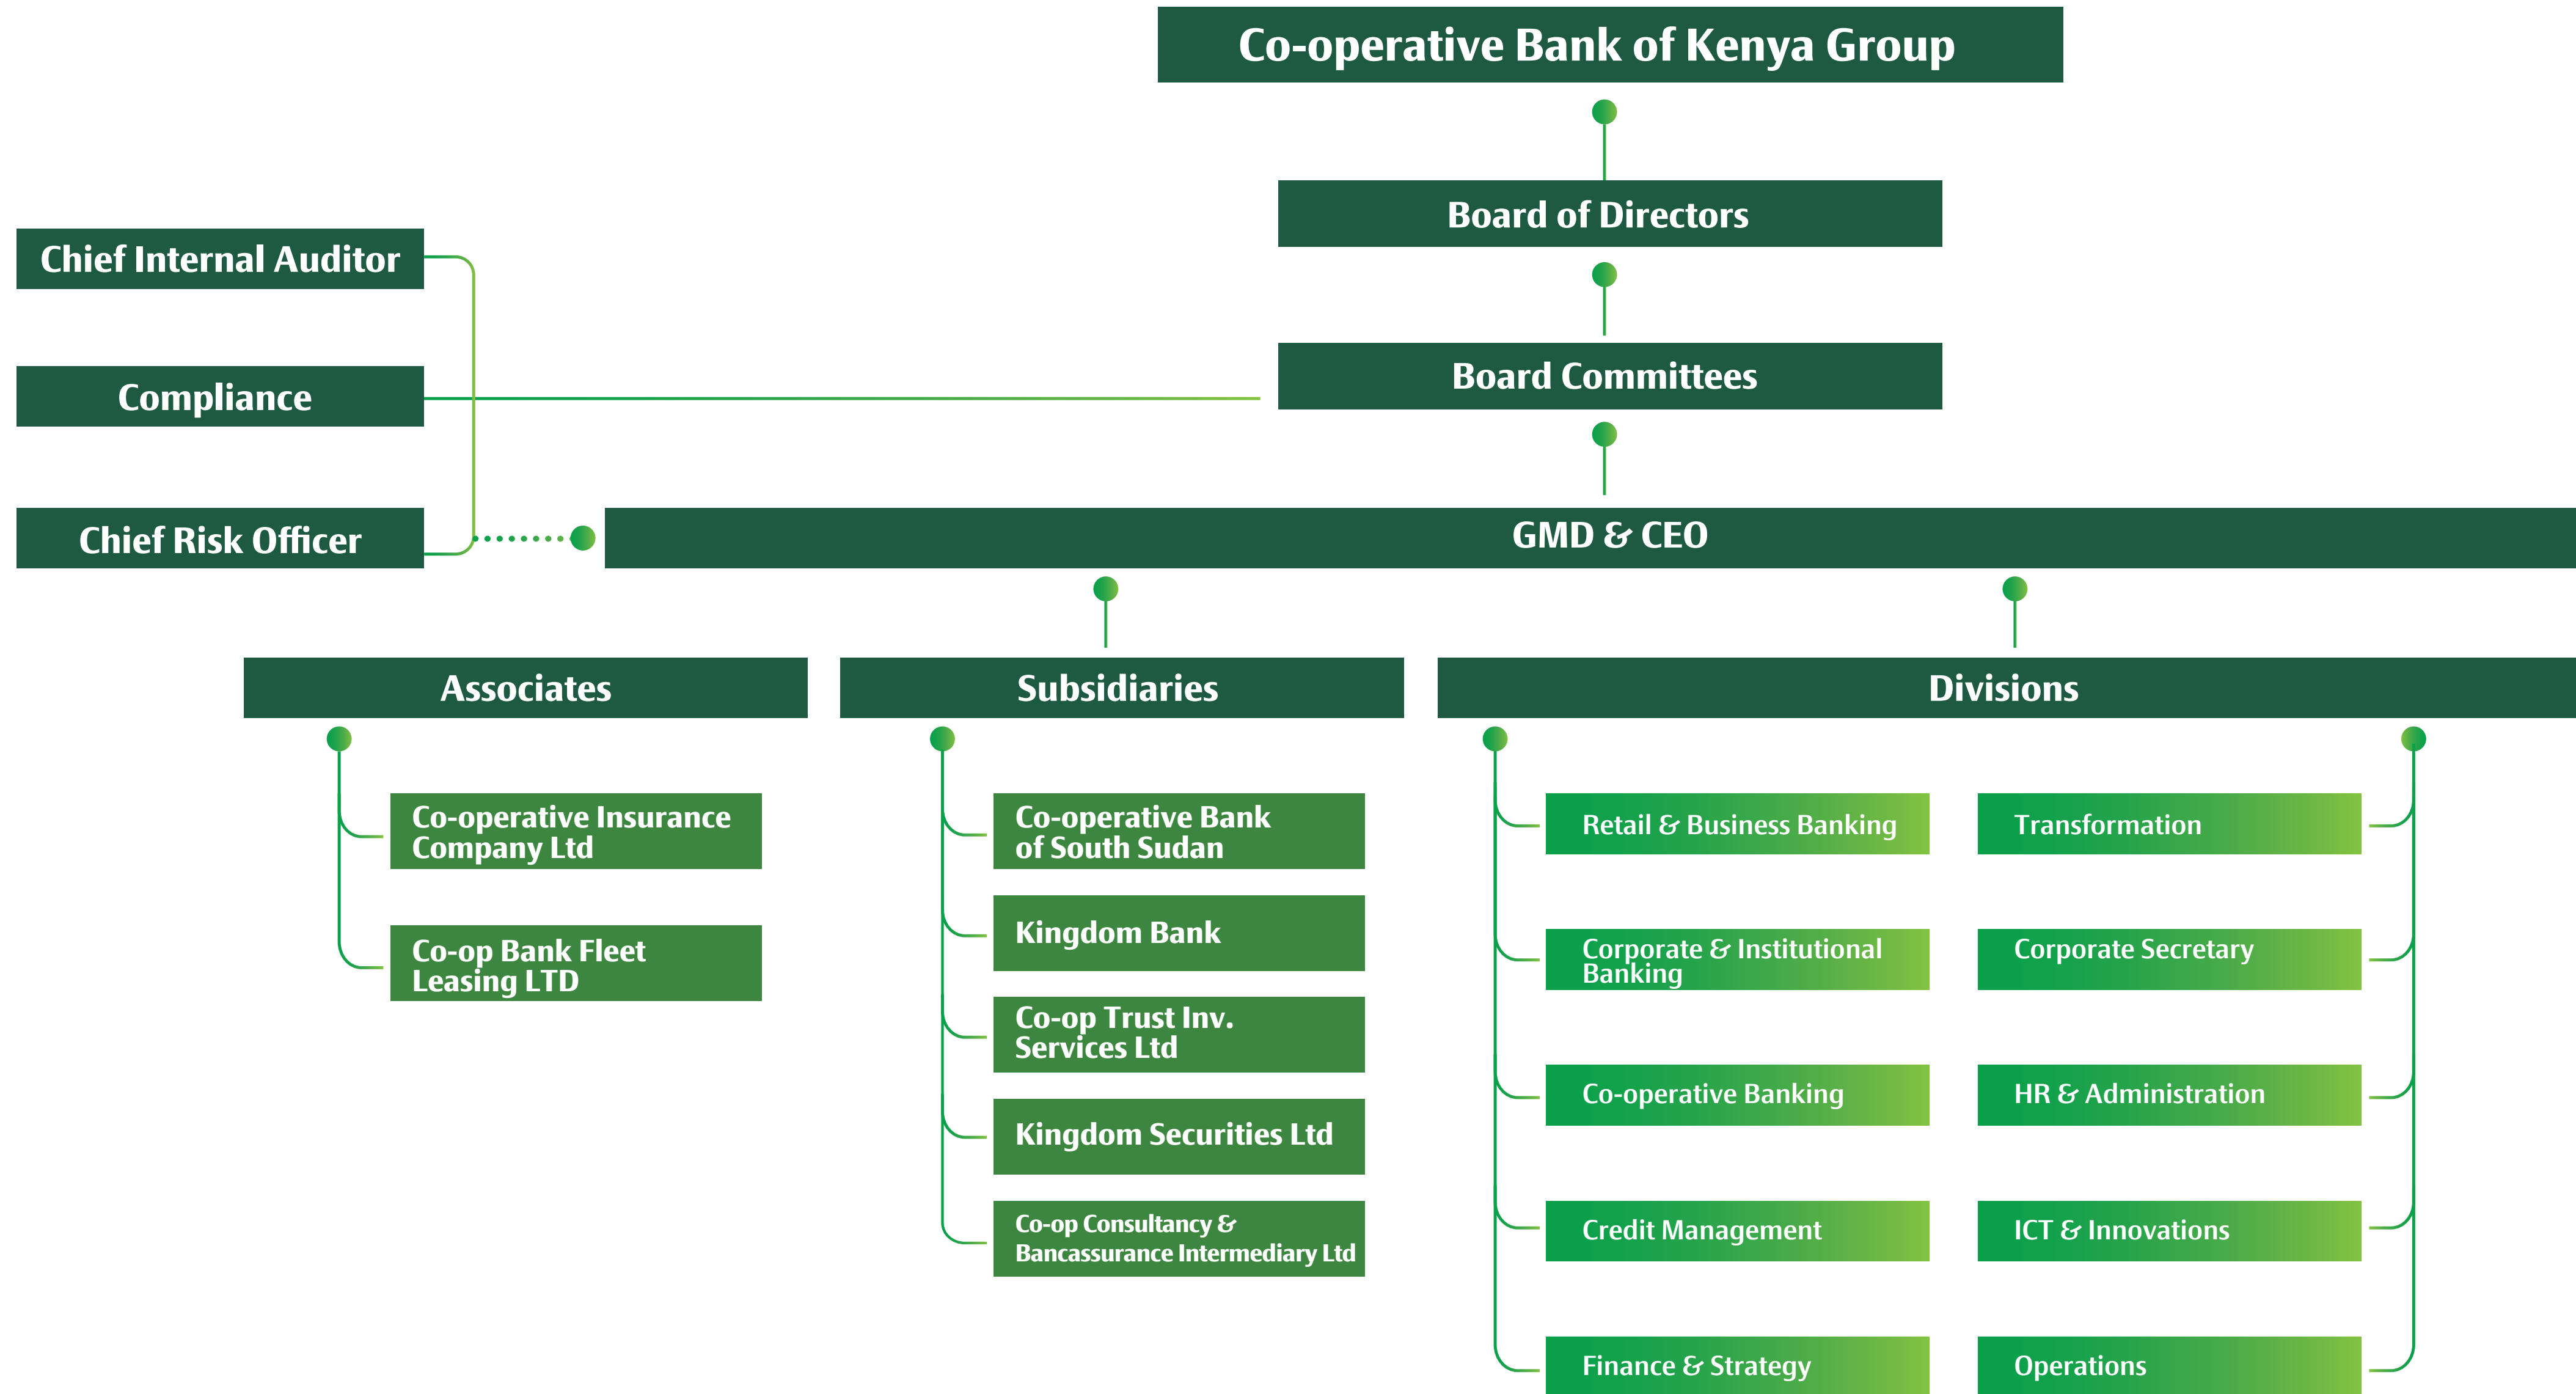 Co-operative Bank of Kenya Group
Board of Directors
Chief Internal Auditor
Board Committees
Compliance
GMD & CEO
Chief Risk Officer
Associates
Subsidiaries
Divisions
Co-operative Insurance
Company Ltd
Co-op Bank Fleet
Leasing LTD
Co-operative Bank
of South Sudan
Kingdom Bank
Co-op Trust Inv.
Services Ltd
Kingdom Securities Ltd
Co-op Consultancy &
Bancassurance Intermediary Ltd
Retail & Business Banking
Corporate & Institutional
Banking
Co-operative Banking
Credit Management
Finance & Strategy
Transformation
Corporate Secretary
HR & Administration
ICT & Innovations
Operations